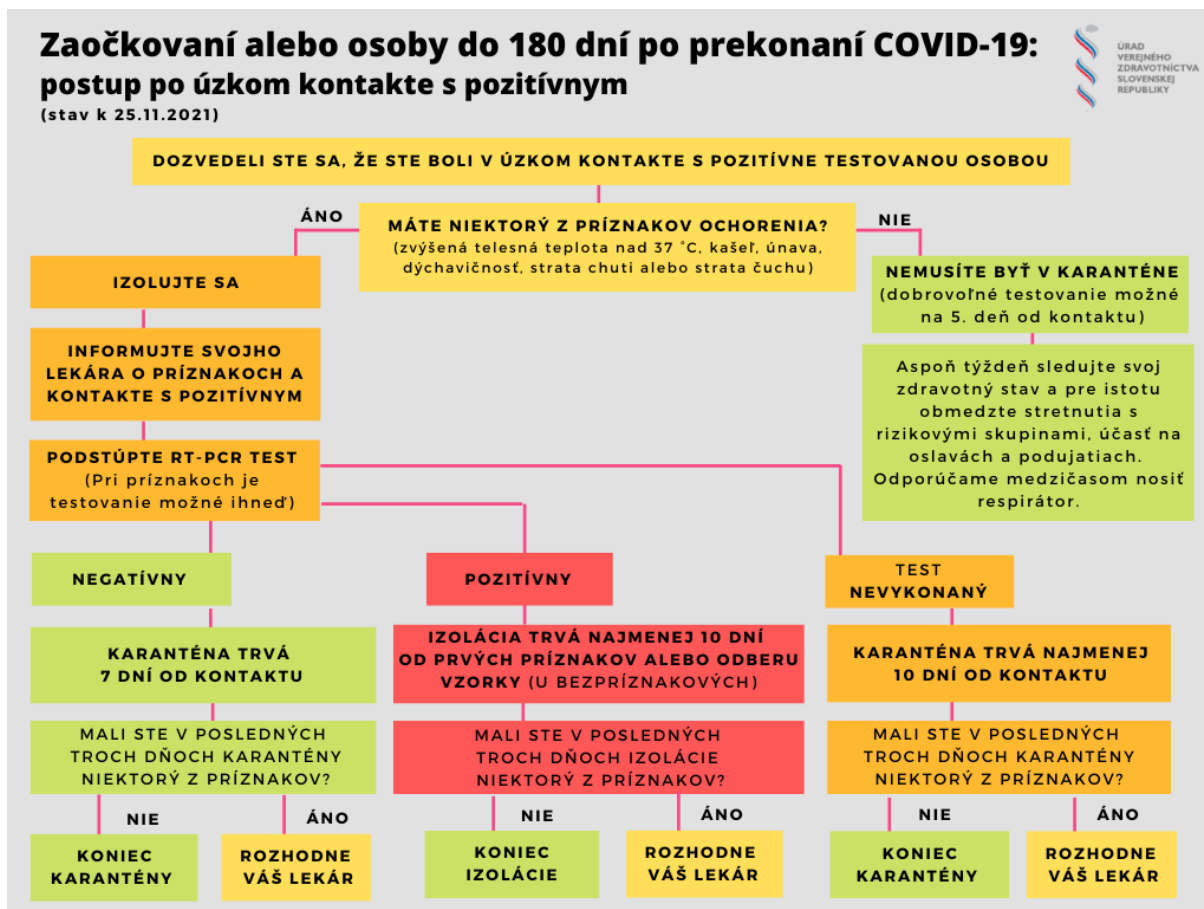 Zaočkovaní alebo osoby do 180 dní po prekonaní COVID-19:
postup po úzkom kontakte s pozitívnym
(stav k 25.11.2021)
ÚRAD
VEREJNÉHO
ZDRAVOTNÍCTVA
SLOVENSKEJ
REPUBLIKY
DOZVEDELI STE SA, ŽE STE BOLI V ÚZKOM KONTAKTE S POZITÍVNE TESTOVANOU OSOBOU
ÁNO
MÁTE NIEKTORÝ Z PRÍZNAKOV OCHORENIA?
(zvýšená telesná teplota nad 37 °C, kašeľ, únava,
dýchavičnosť, strata chuti alebo strata čuchu)
NIE
IZOLUJTE SA
INFORMUJTE SVOJHO
LEKÁRA O PRÍZNAKOCH A
KONTAKTE S POZITÍVNYM
PODSTÚPTE RT-PCR TEST
(Pri príznakoch je
testovanie možné ihneď)
NEMUSÍTE BYŤ V KARANTÉNE
(dobrovoľné testovanie možné
na 5. deň od kontaktu)
Aspoň týždeň sledujte svoj
zdravotný stav a pre istotu
obmedzte stretnutia s
rizikovými skupinami, účasť na
oslavách a podujatiach.
Odporúčame medzičasom nosiť
respirátor.
NEGATÍVNY
KARANTÉNA TRVÁ
7 DNÍ OD KONTAKTU
MALI STE V POSLEDNÝCH
TROCH DŇOCH KARANTÉNY
NIEKTORÝ Z PRÍZNAKOV?
NIE
ÁNO
KONIEC
KARANTÉNY
ROZHODNE
VÁŠ LEKÁR
POZITÍVNY
IZOLÁCIA TRVÁ NAJMENEJ 10 DNÍ
OD PRVÝCH PRÍZNAKOV ALEBO ODBERU
VZORKY (U BEZPRÍZNAKOVÝCH)
MALI STE V POSLEDNÝCH
TROCH DŇOCH IZOLÁCIE
NIEKTORÝ Z PRÍZNAKOV?
NIE
ÁNO
KONIEC
IZOLÁCIE
ROZHODNE
VÁŠ LEKÁR
TEST
NEVYKONANÝ
KARANTÉNA TRVÁ NAJMENEJ
10 DNÍ OD KONTAKTU
MALI STE V POSLEDNÝCH
TROCH DŇOCH KARANTÉNY
NIEKTORÝ Z PRÍZNAKOV?
NIE
ÁNO
KONIEC
KARANTÉNY
ROZHODNE
VÁŠ LEKÁR